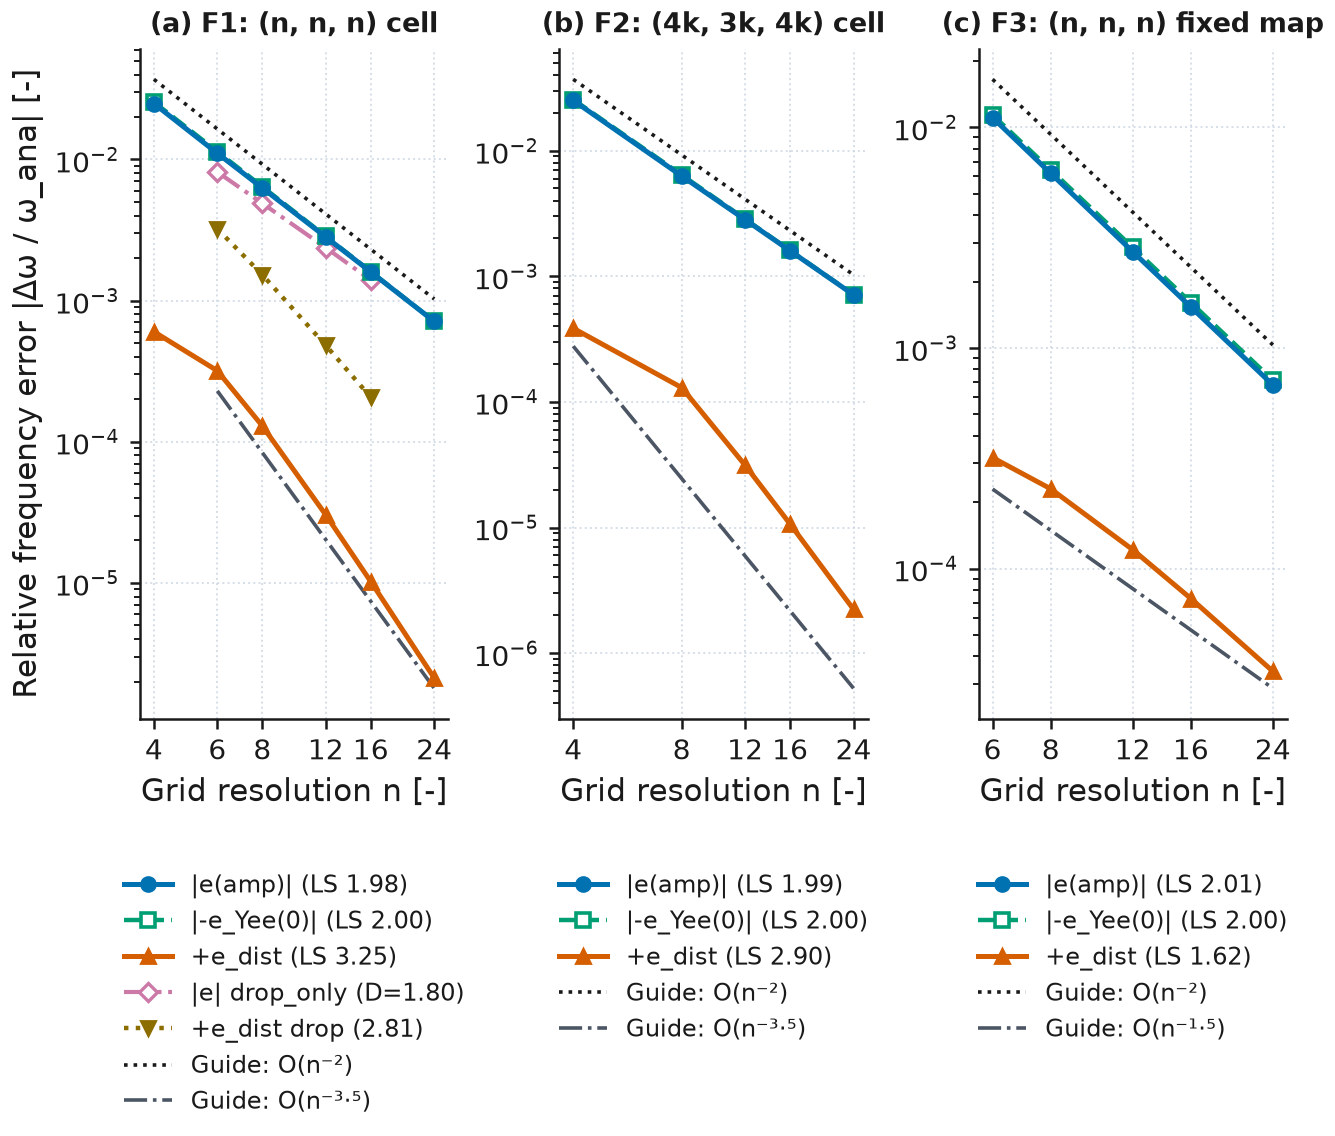 (a) F1: (n, n, n) cell
(b) F2: (4k, 3k, 4k) cell
(c) F3: (n, n, n) fixed map
Relative frequency error |Δω / ω_ana| [-]
10⁻²
10⁻³
10⁻⁴
10⁻⁵
4 6 8 12 16 24
Grid resolution n [-]
10⁻²
10⁻³
10⁻⁴
10⁻⁵
10⁻⁶
4 8 12 16 24
Grid resolution n [-]
10⁻²
10⁻³
10⁻⁴
6 8 12 16 24
Grid resolution n [-]
|e(amp)| (LS 1.98)
|-e_Yee(0)| (LS 2.00)
+e_dist (LS 3.25)
|e| drop_only (D=1.80)
+e_dist drop (2.81)
Guide: O(n⁻²)
Guide: O(n⁻³·⁵)
|e(amp)| (LS 1.99)
|-e_Yee(0)| (LS 2.00)
+e_dist (LS 2.90)
Guide: O(n⁻²)
Guide: O(n⁻³·⁵)
|e(amp)| (LS 2.01)
|-e_Yee(0)| (LS 2.00)
+e_dist (LS 1.62)
Guide: O(n⁻²)
Guide: O(n⁻¹·⁵)